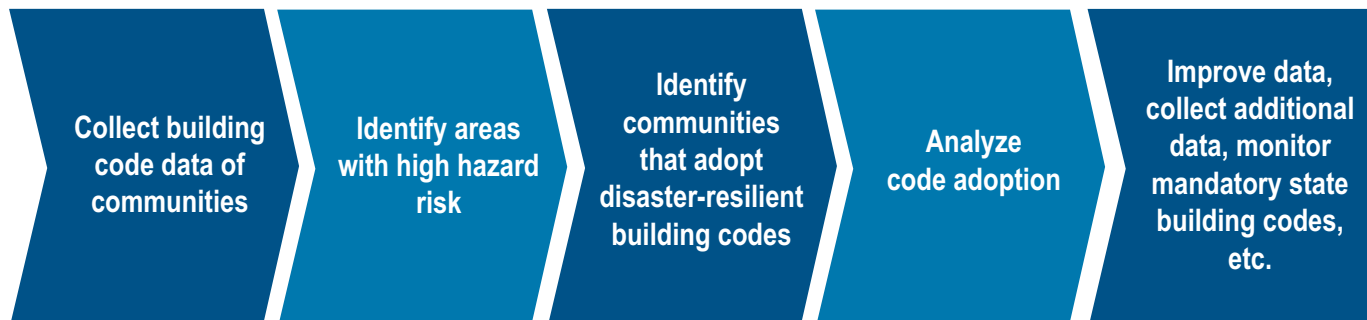 Collect building
code data of
communities
Identify areas
with high hazard
risk
Identify
communities
that adopt
disaster-resilient
building codes
Analyze
code adoption
Improve data,
collect additional
data, monitor
mandatory state
building codes,
etc.